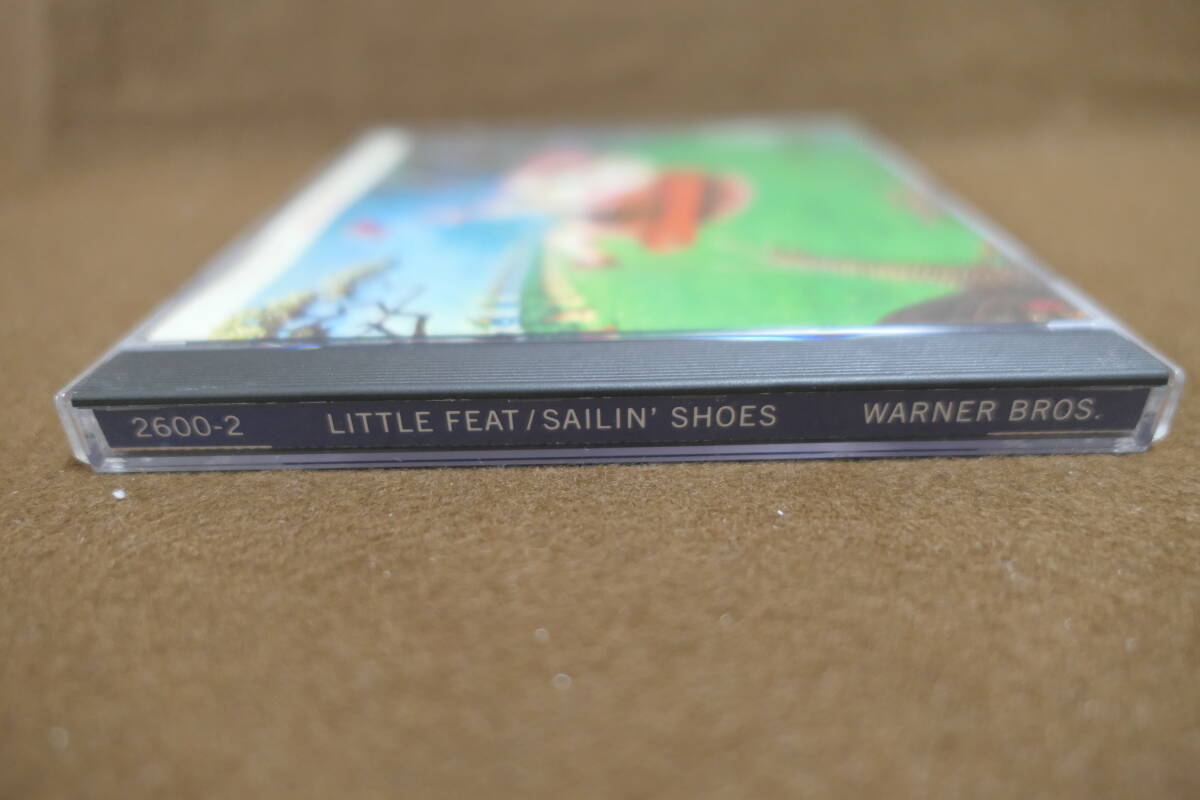 2600-2 LITTLE FEAT/SAILIN' SHOES WARNER BROS.